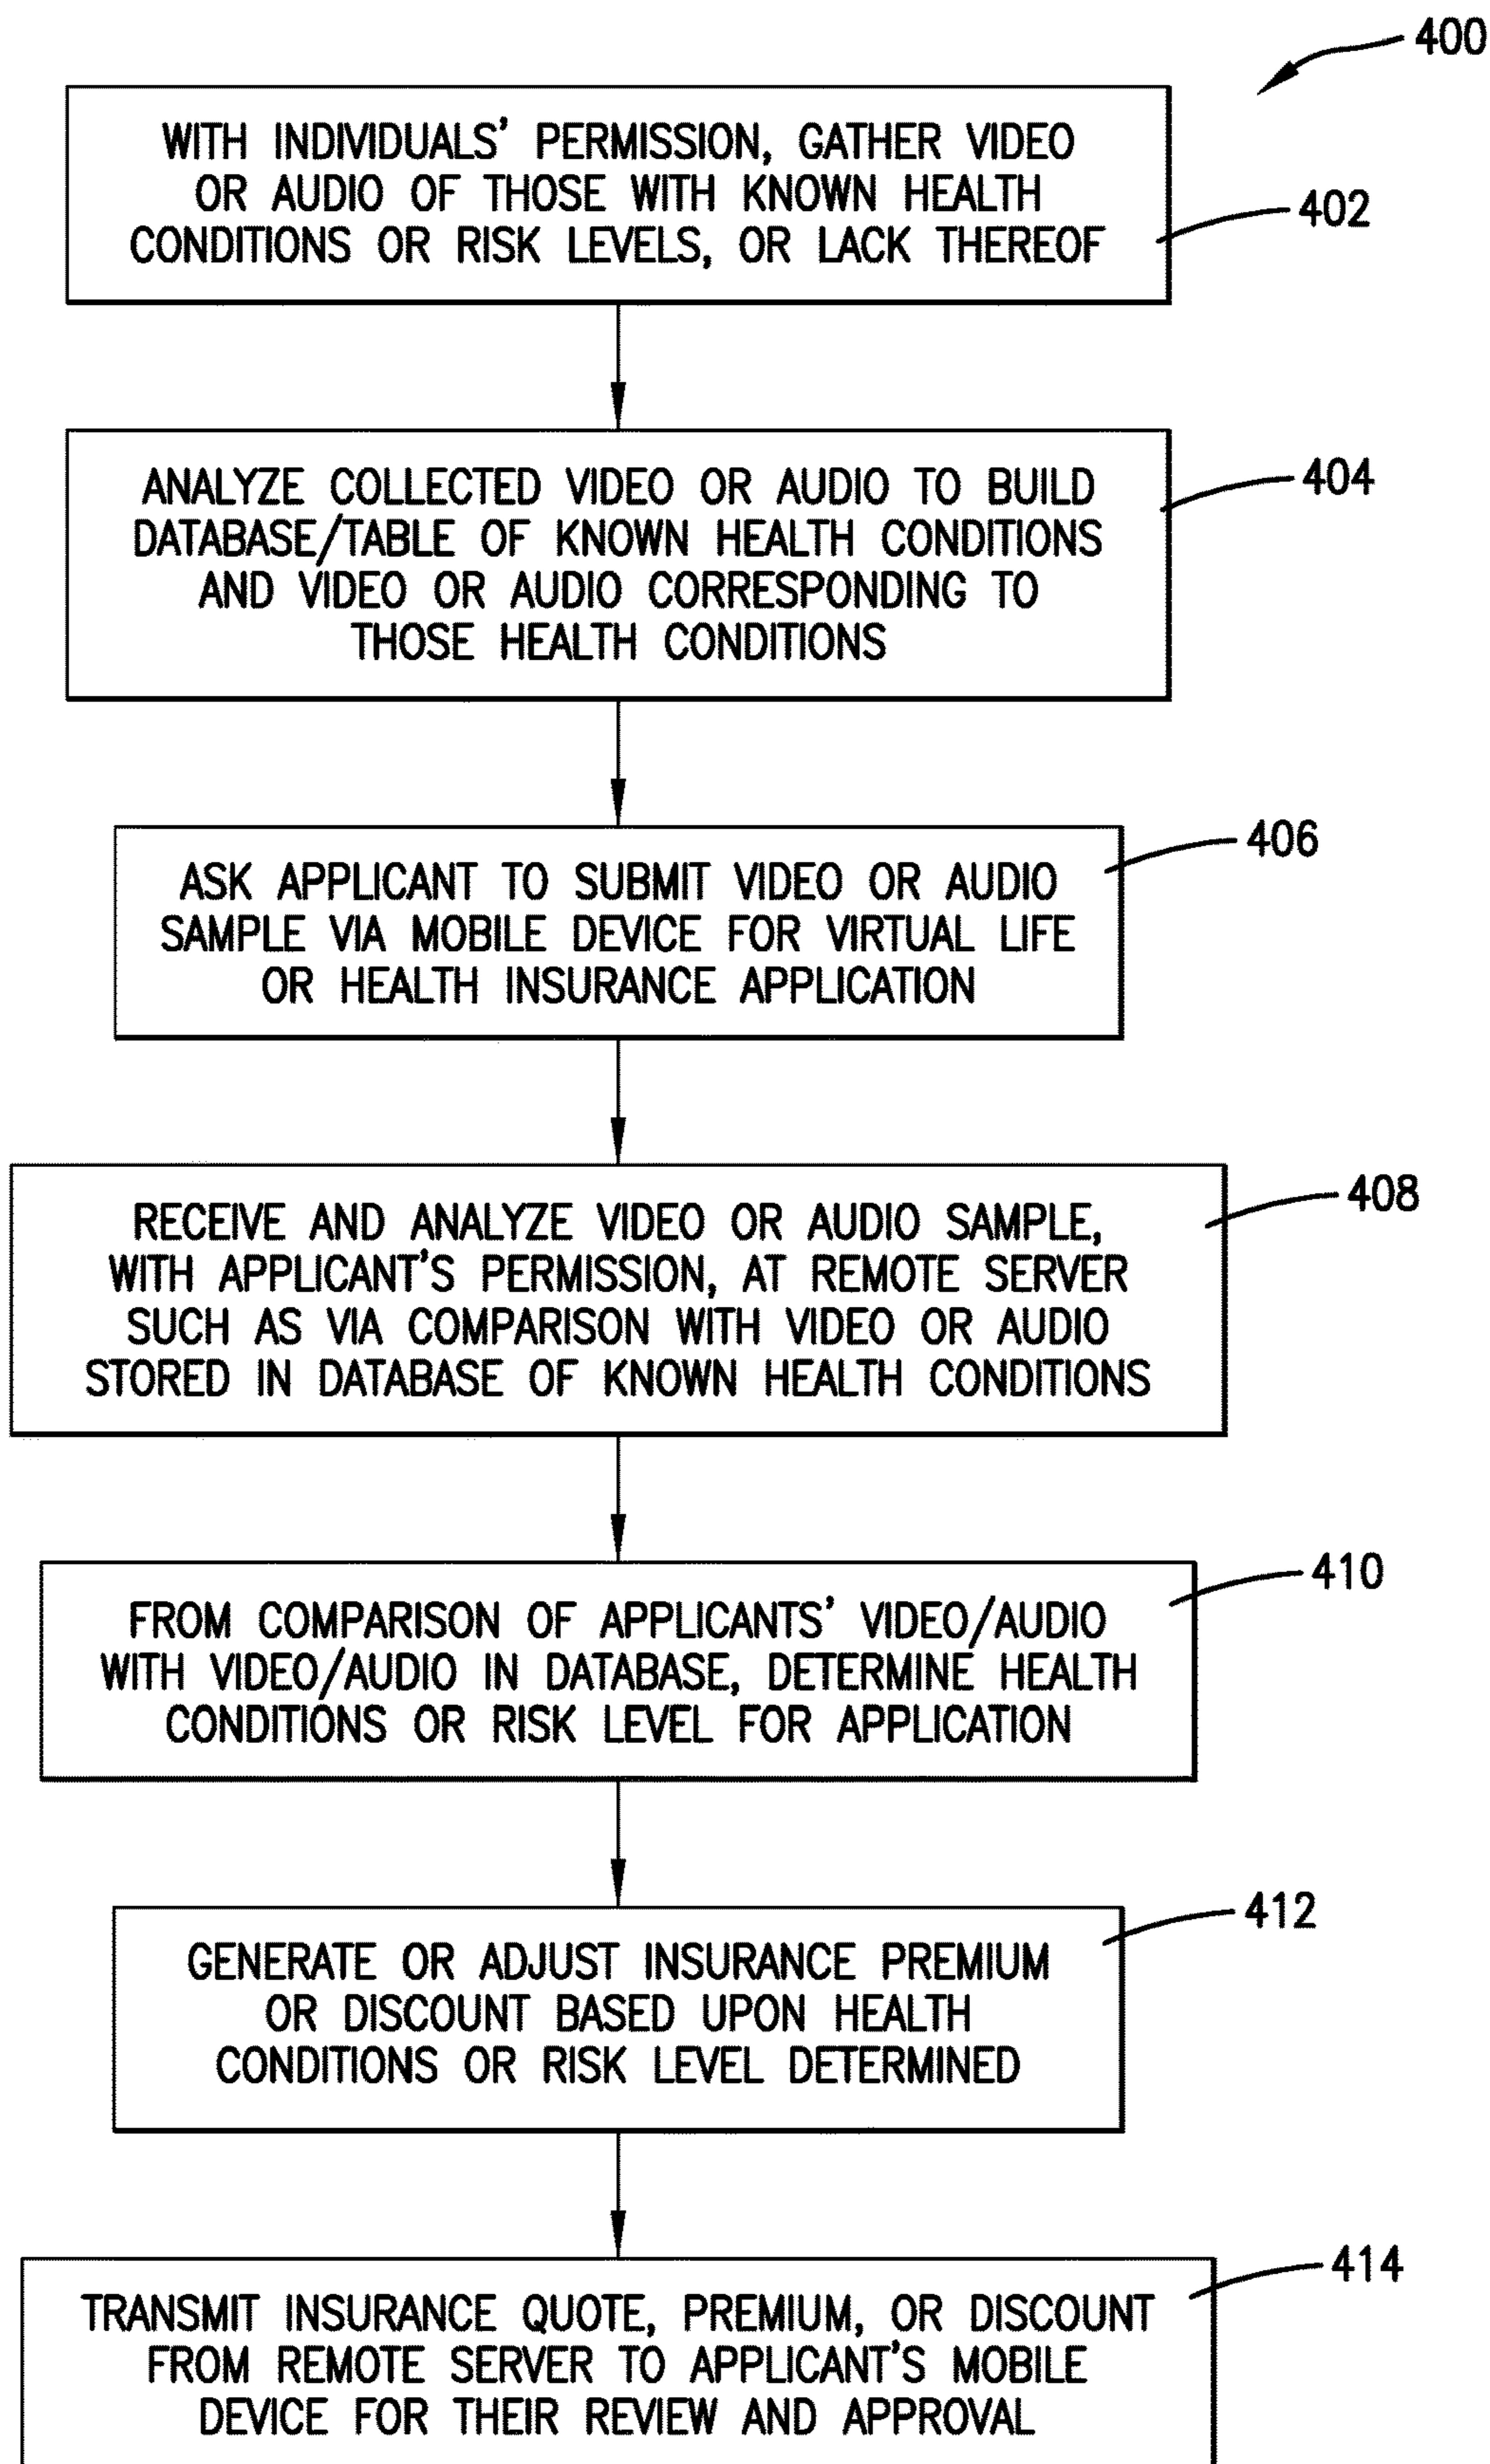 400
WITH INDIVIDUALS' PERMISSION, GATHER VIDEO
OR AUDIO OF THOSE WITH KNOWN HEALTH
CONDITIONS OR RISK LEVELS, OR LACK THEREOF
402
ANALYZE COLLECTED VIDEO OR AUDIO TO BUILD
DATABASE/TABLE OF KNOWN HEALTH CONDITIONS
AND VIDEO OR AUDIO CORRESPONDING TO
THOSE HEALTH CONDITIONS
404
ASK APPLICANT TO SUBMIT VIDEO OR AUDIO
SAMPLE VIA MOBILE DEVICE FOR VIRTUAL LIFE
OR HEALTH INSURANCE APPLICATION
406
RECEIVE AND ANALYZE VIDEO OR AUDIO SAMPLE,
WITH APPLICANT'S PERMISSION, AT REMOTE SERVER
SUCH AS VIA COMPARISON WITH VIDEO OR AUDIO
STORED IN DATABASE OF KNOWN HEALTH CONDITIONS
408
FROM COMPARISON OF APPLICANTS' VIDEO/AUDIO
WITH VIDEO/AUDIO IN DATABASE, DETERMINE HEALTH
CONDITIONS OR RISK LEVEL FOR APPLICATION
410
GENERATE OR ADJUST INSURANCE PREMIUM
OR DISCOUNT BASED UPON HEALTH
CONDITIONS OR RISK LEVEL DETERMINED
412
TRANSMIT INSURANCE QUOTE, PREMIUM, OR DISCOUNT
FROM REMOTE SERVER TO APPLICANT'S MOBILE
DEVICE FOR THEIR REVIEW AND APPROVAL
414